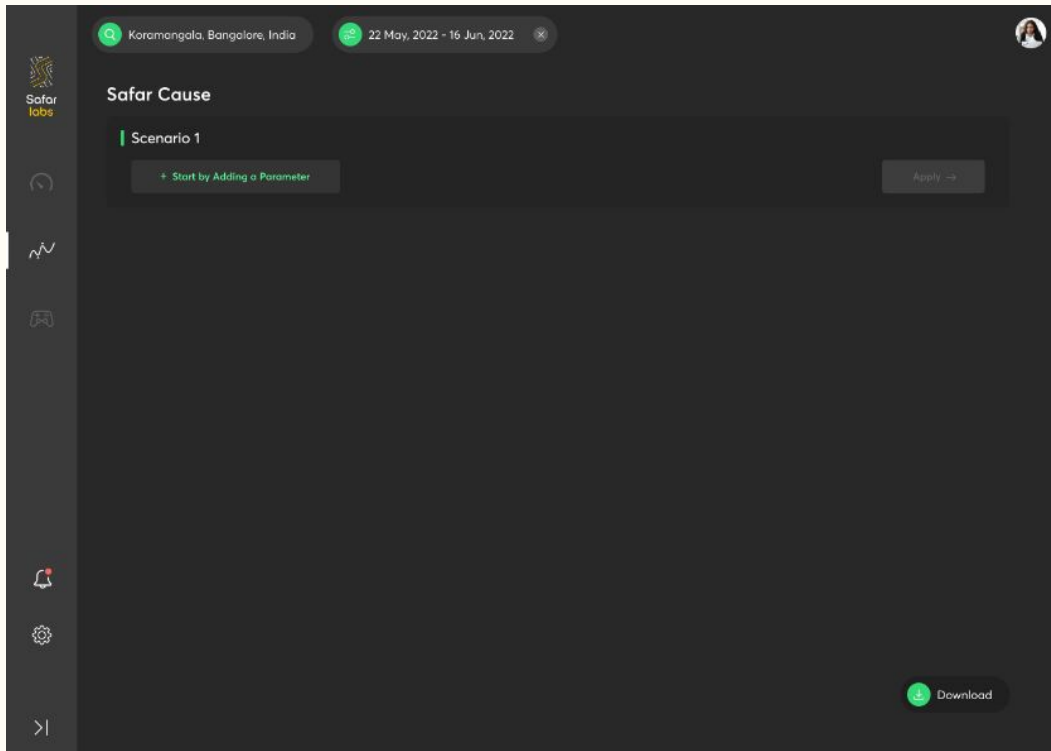 Koramangala, Bangalore, India
22 May, 2022 - 16 Jun, 2022
Safar
labs
Safar Cause
Scenario 1
+ Start by Adding a Parameter
Apply →
Download